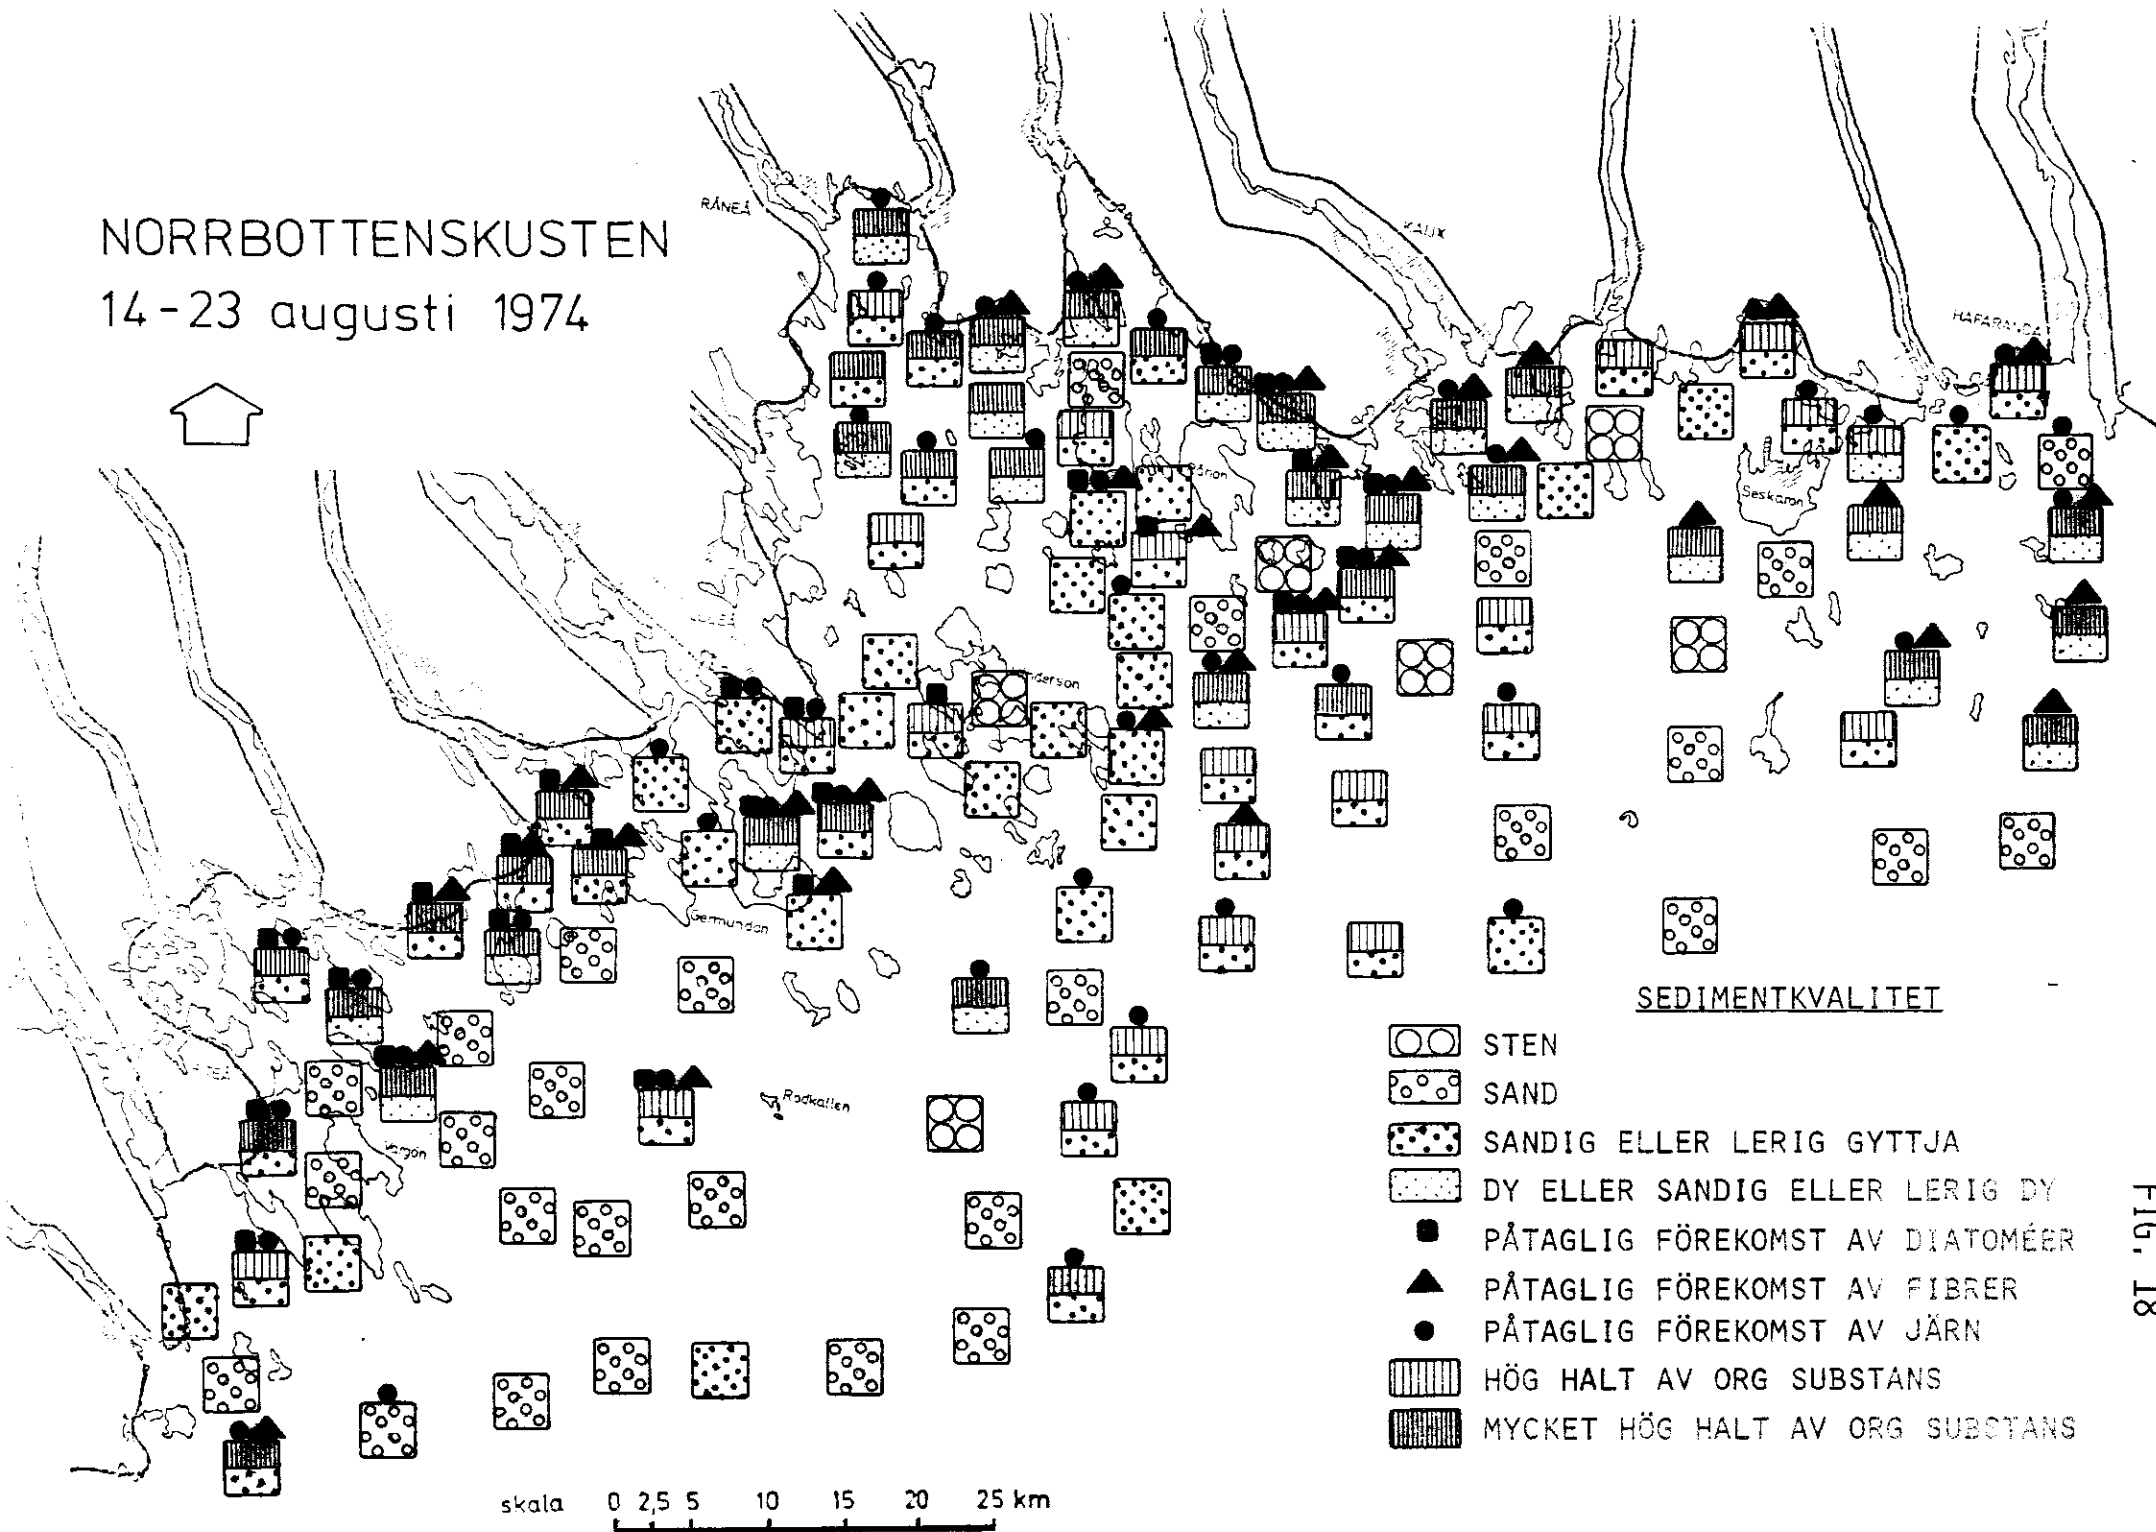 NORRBOTTENSKUSTEN
14-23 augusti 1974
RÅNEÅ
KALIX
HAPARANDA
Seskarön
Germundön
Rödkallen
Vargön
SEDIMENTKVALITET
STEN
SAND
SANDIG ELLER LERIG GYTTJA
DY ELLER SANDIG ELLER LERIG DY
PÅTAGLIG FÖREKOMST AV DIATOMÉER
PÅTAGLIG FÖREKOMST AV FIBRER
PÅTAGLIG FÖREKOMST AV JÄRN
HÖG HALT AV ORG SUBSTANS
MYCKET HÖG HALT AV ORG SUBSTANS
FIG. 18
skala 0 2,5 5 10 15 20 25 km